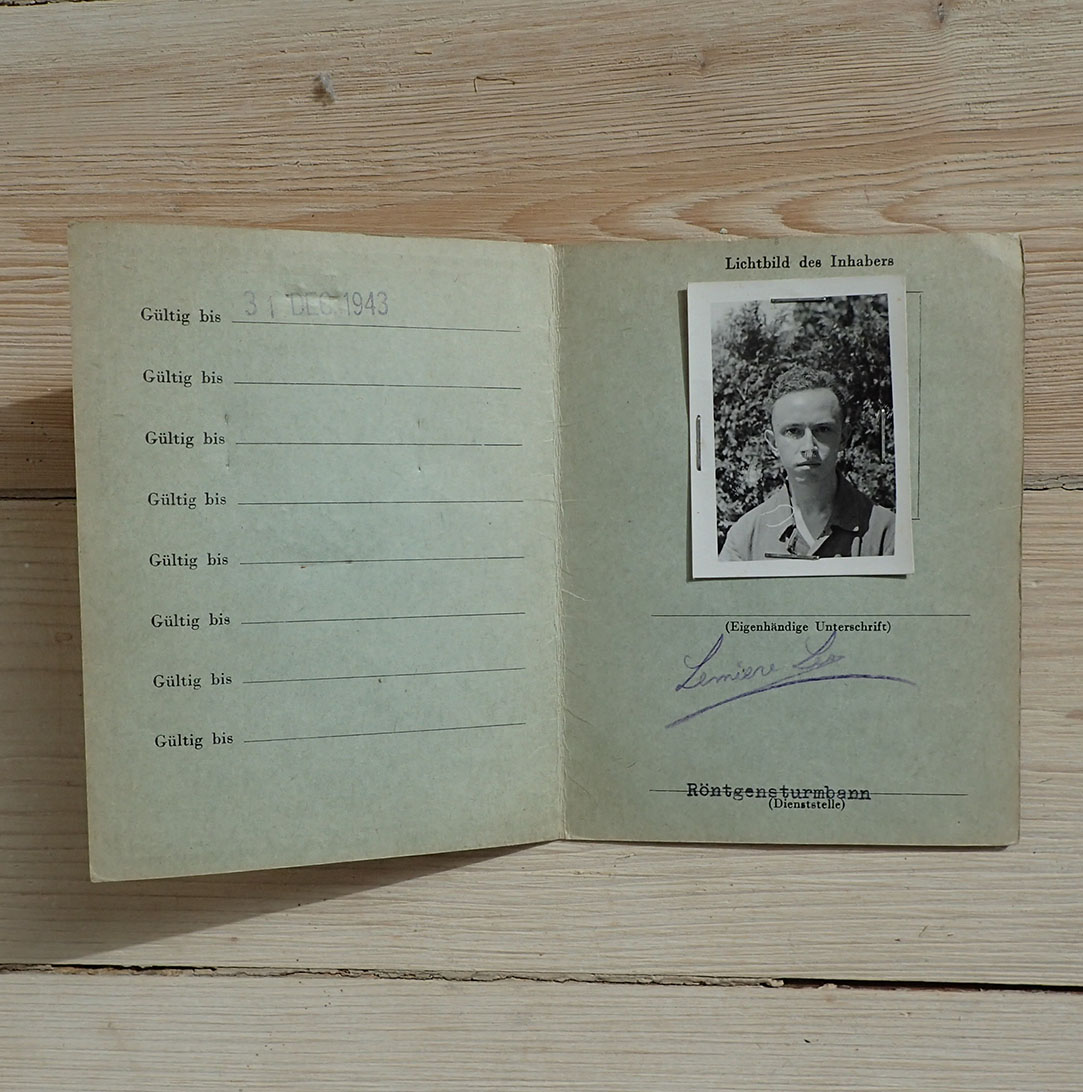 Gültig bis 31 DEC. 1943
Gültig bis
Gültig bis
Gültig bis
Gültig bis
Gültig bis
Gültig bis
Gültig bis
Lichtbild des Inhabers
(Eigenhändige Unterschrift)
Lemiere
Röntgensturmbann
(Dienststelle)